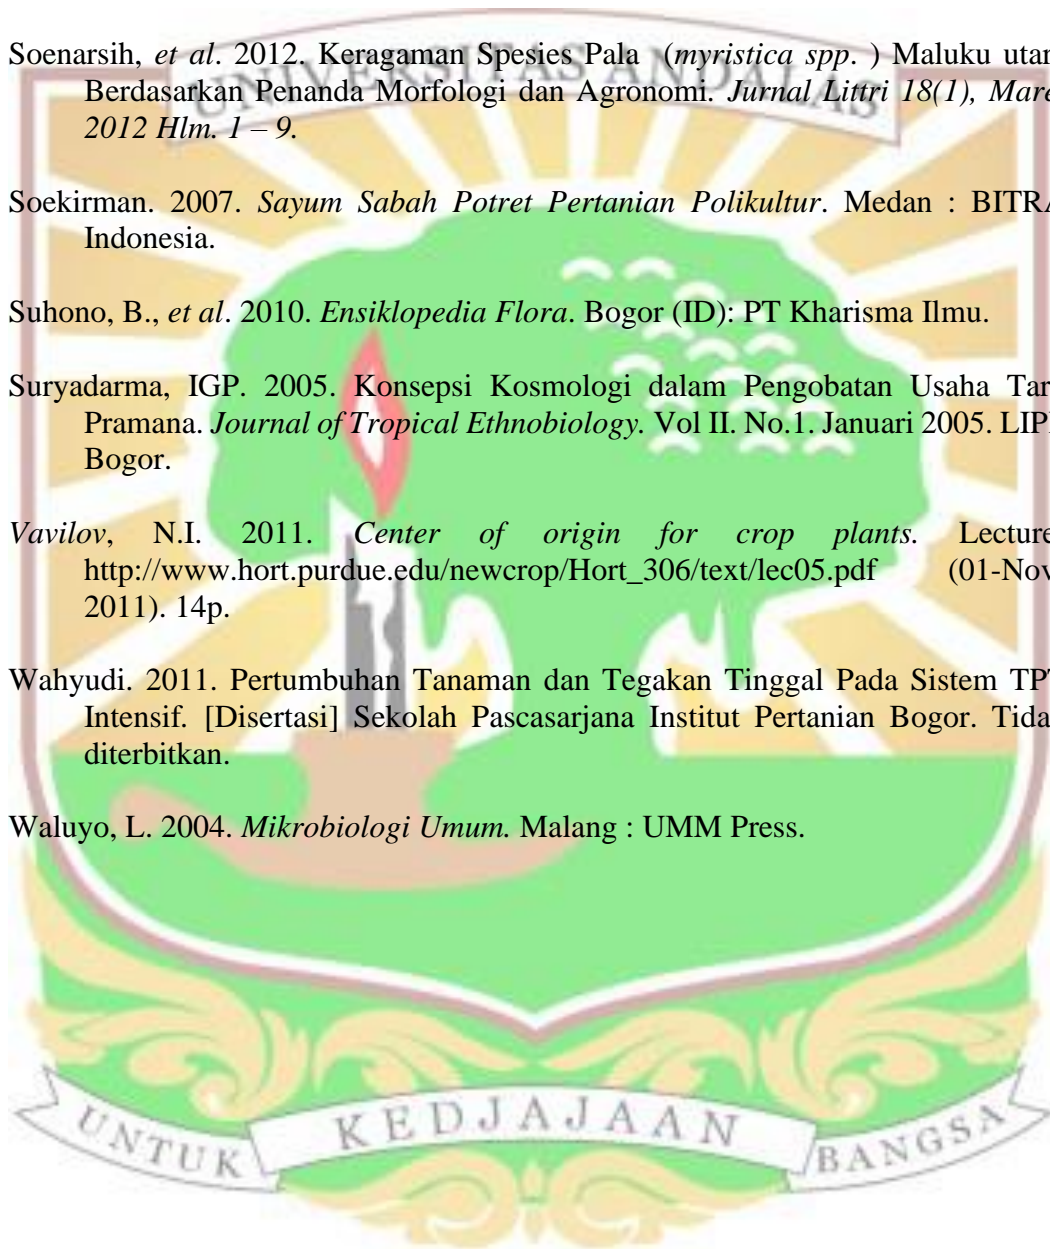 UNIVERSITAS ANDALAS
Soenarsih, et al. 2012. Keragaman Spesies Pala (myristica spp. ) Maluku utar
Berdasarkan Penanda Morfologi dan Agronomi. Jurnal Littri 18(1), Mare
2012 Hlm. 1 – 9.
Soekirman. 2007. Sayum Sabah Potret Pertanian Polikultur. Medan : BITRA
Indonesia.
Suhono, B., et al. 2010. Ensiklopedia Flora. Bogor (ID): PT Kharisma Ilmu.
Suryadarma, IGP. 2005. Konsepsi Kosmologi dalam Pengobatan Usaha Tar
Pramana. Journal of Tropical Ethnobiology. Vol II. No.1. Januari 2005. LIP
Bogor.
Vavilov, N.I. 2011. Center of origin for crop plants. Lecture
http://www.hort.purdue.edu/newcrop/Hort_306/text/lec05.pdf (01-Nov
2011). 14p.
Wahyudi. 2011. Pertumbuhan Tanaman dan Tegakan Tinggal Pada Sistem TPT
Intensif. [Disertasi] Sekolah Pascasarjana Institut Pertanian Bogor. Tida
diterbitkan.
Waluyo, L. 2004. Mikrobiologi Umum. Malang : UMM Press.
UNTUK KEDJAJAAN BANGSA